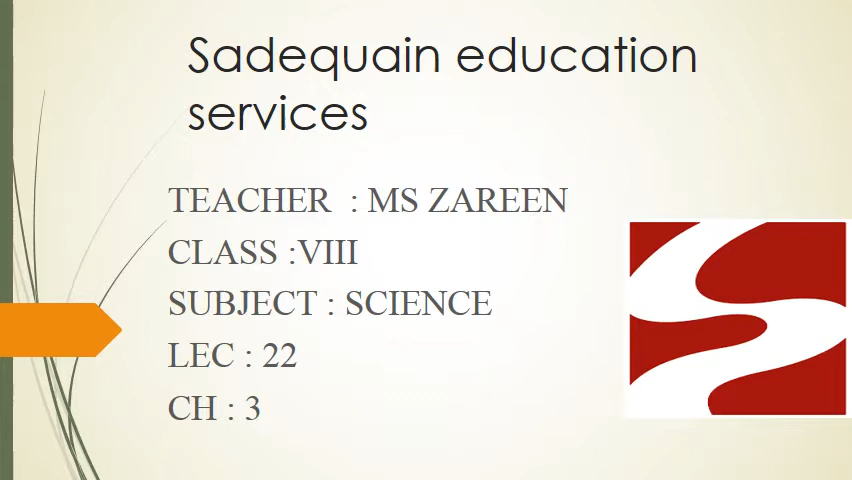 Sadequain education
services
TEACHER : MS ZAREEN
CLASS :VIII
SUBJECT : SCIENCE
LEC : 22
CH : 3